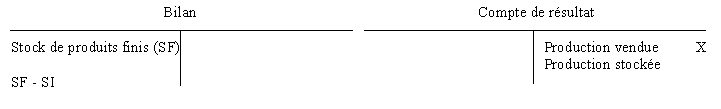 Bilan
Compte de résultat
Stock de produits finis (SF)
Production vendue X
Production stockée
SF - SI